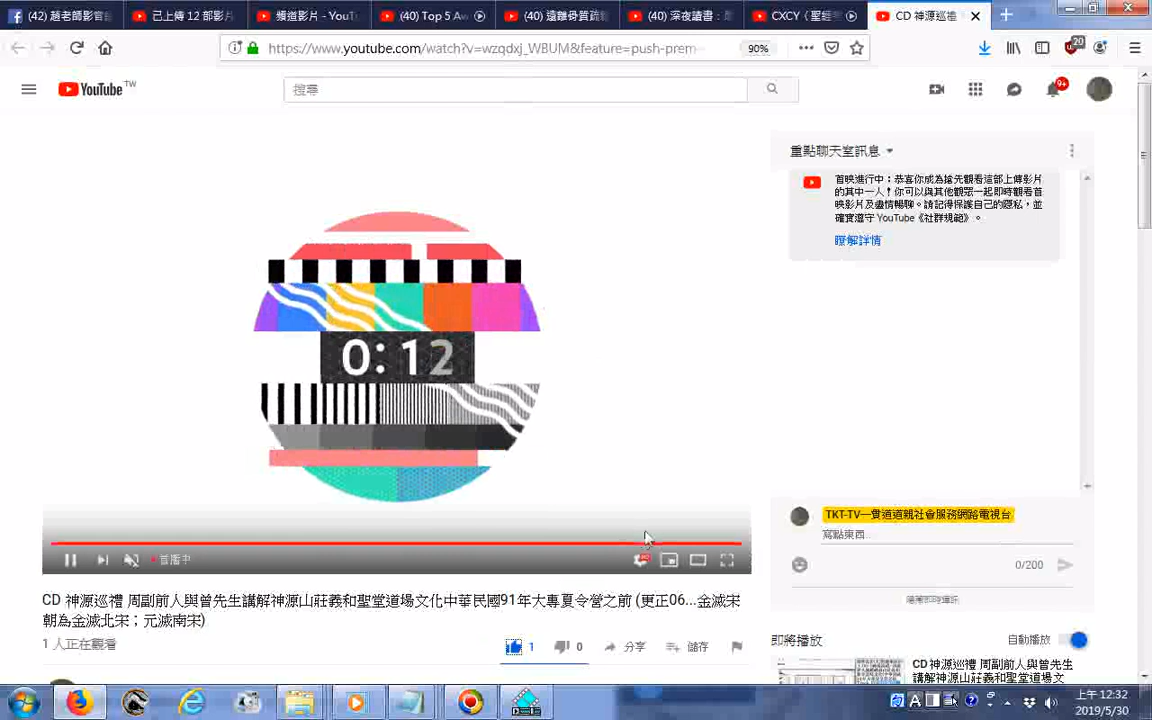 (42) 趙老師影音
已上傳 12 部影片
頻道影片 - YouT
(40) Top 5 Aw
(40) 遠離骨質疏
(40) 深夜讀書：
CXCY《聖經
CD 神源巡禮
https://www.youtube.com/watch?v=wzqdxj_WBUM&feature=push-prem
90%
20
YouTube TW
搜尋
9+
重點聊天室訊息
首映進行中：恭喜你成為搶先觀看這部上傳影片
的其中一人！你可以與其他觀眾一起即時觀看首
映影片及盡情暢聊。請記得保護自己的隱私，並
確實遵守 YouTube《社群規範》。
瞭解詳情
0:12
TKT-TV一貫道道親社會服務網路電視台
寫點東西...
0/200
隱藏即時通訊
首播中
CD 神源巡禮 周副前人與曾先生講解神源山莊義和聖堂道場文化中華民國91年大專夏令營之前 (更正06...金滅宋
朝為金滅北宋；元滅南宋)
1 人正在觀看
1
0
分享
儲存
即將播放
自動播放
CD 神源巡禮 周副前人與曾先生
講解神源山莊義和聖堂道場文
上午 12:32
2019/5/30